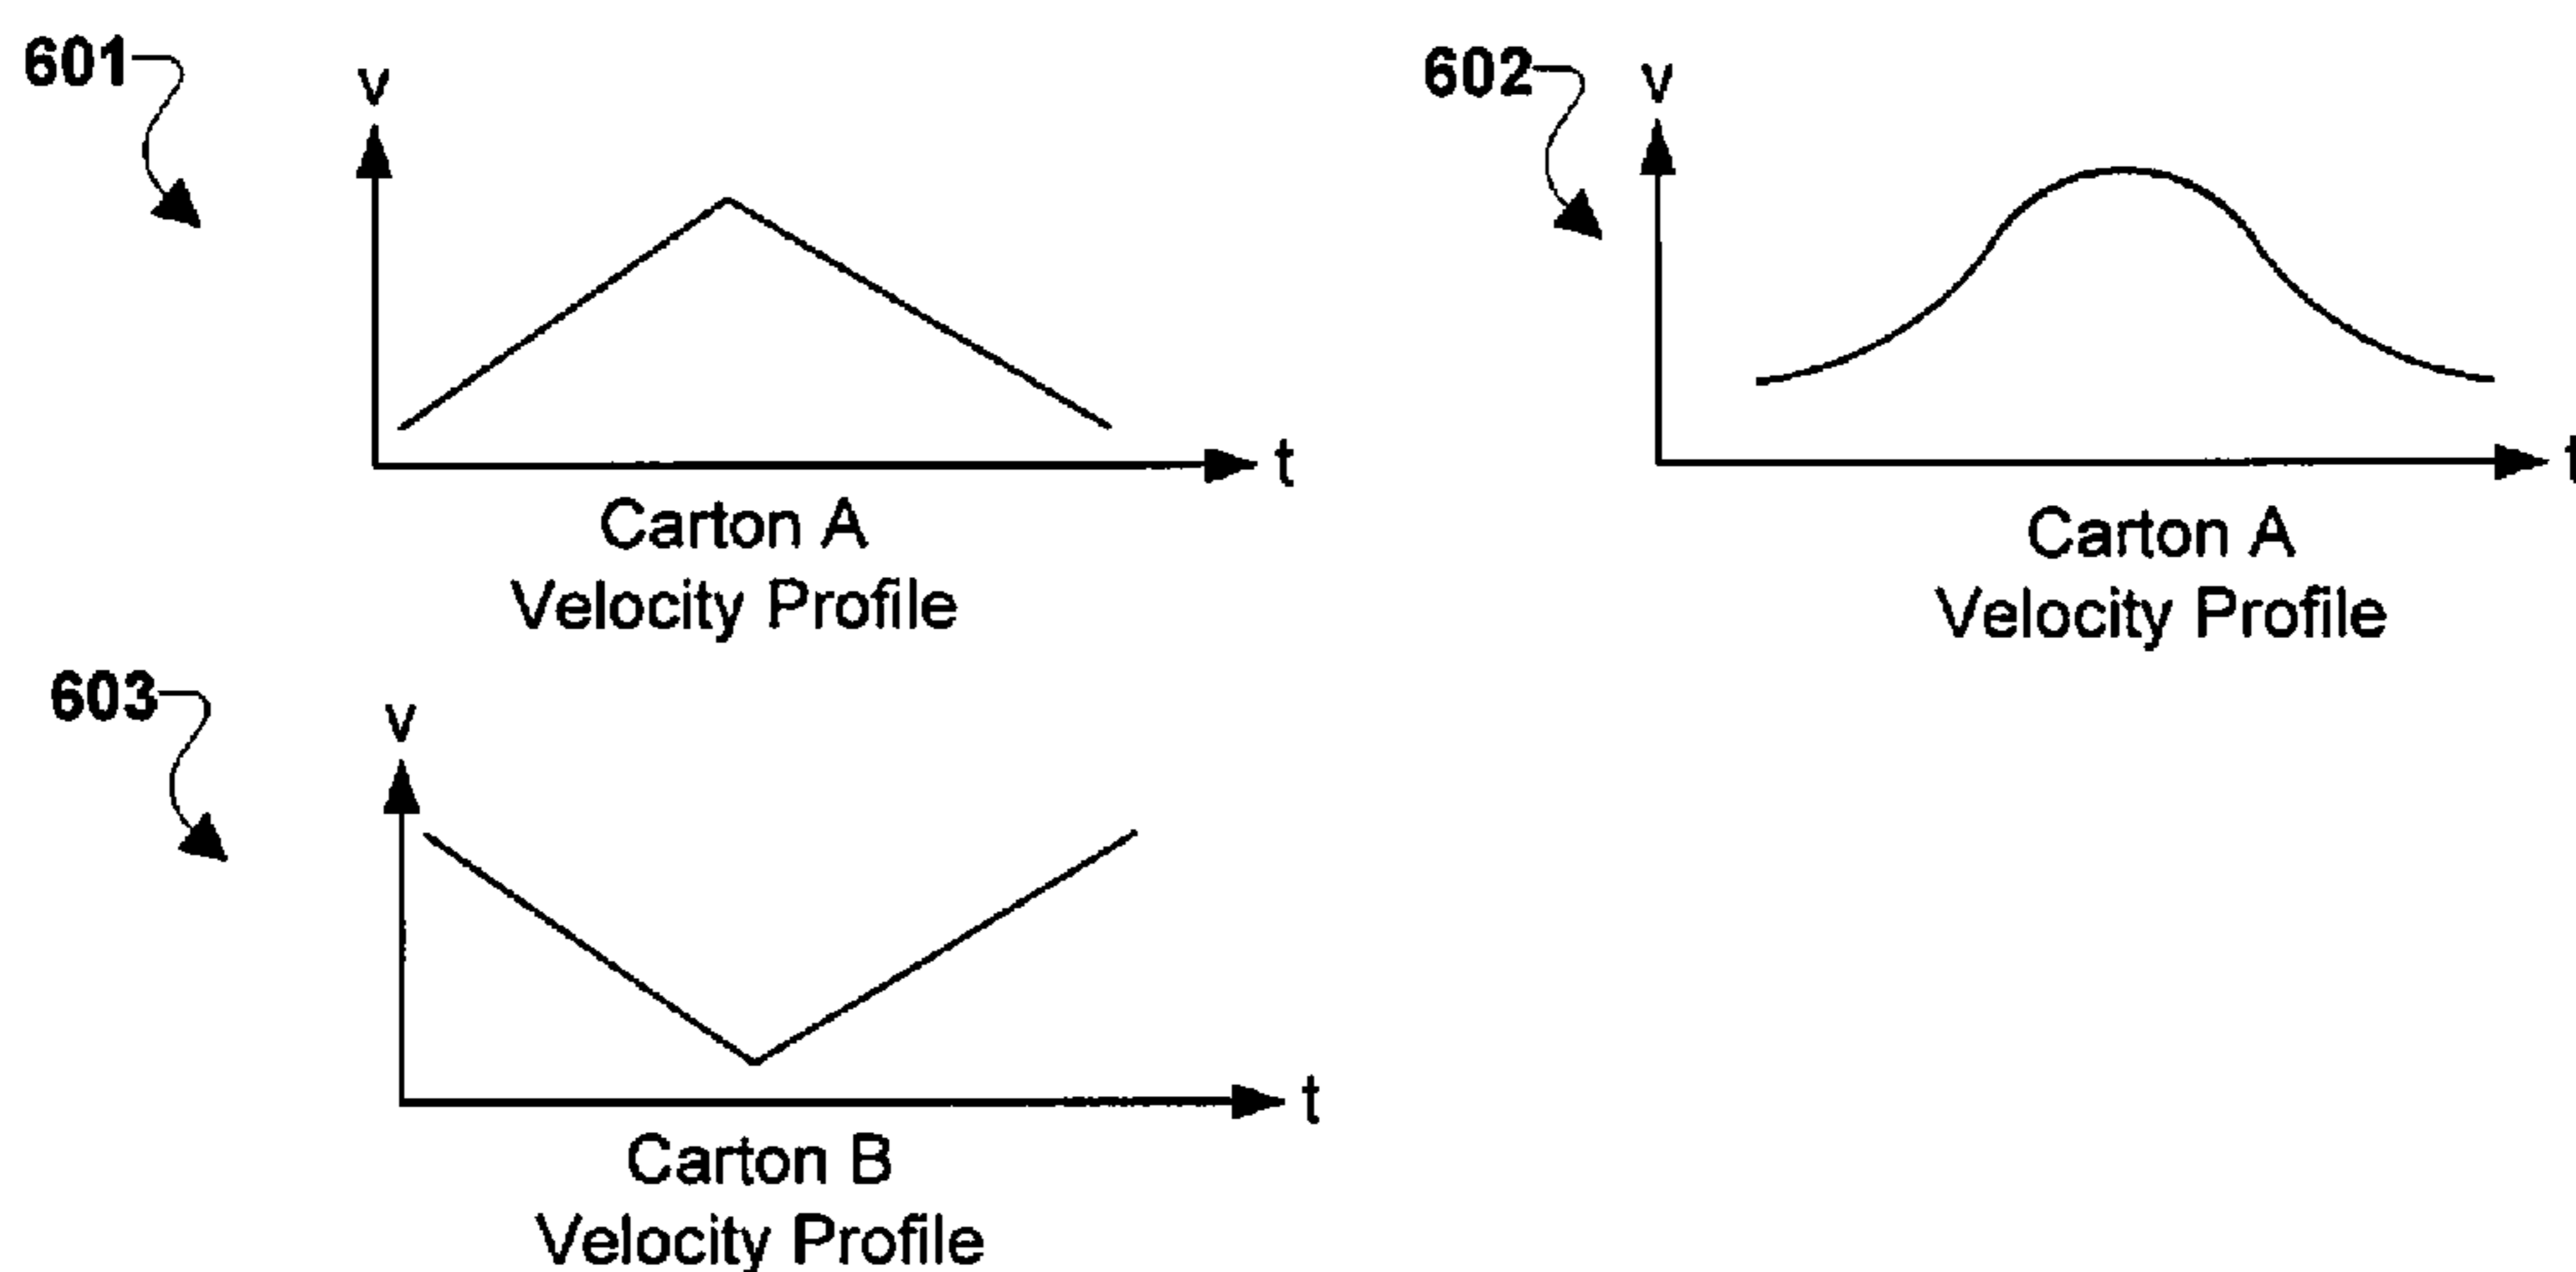 601
v
t
Carton A
Velocity Profile
602
v
t
Carton A
Velocity Profile
603
v
t
Carton B
Velocity Profile